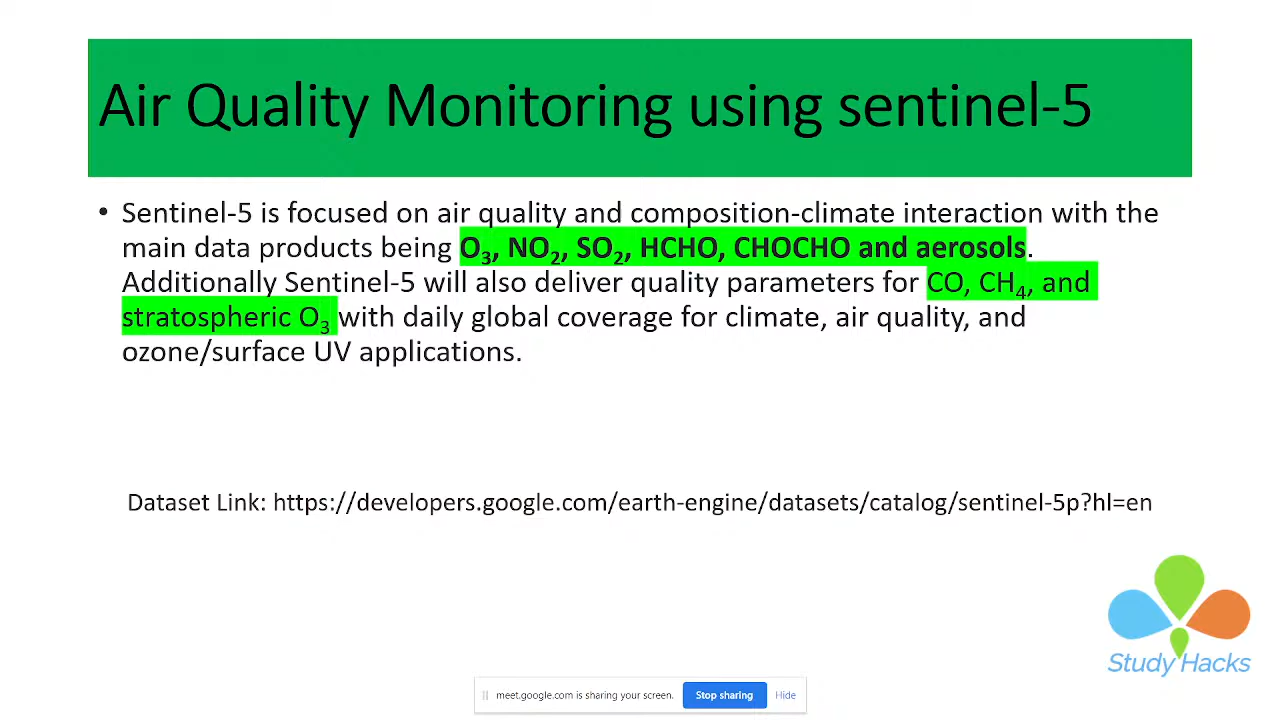 Air Quality Monitoring using sentinel-5
• Sentinel-5 is focused on air quality and composition-climate interaction with the
main data products being O₃, NO₂, SO₂, HCHO, CHOCHO and aerosols.
Additionally Sentinel-5 will also deliver quality parameters for CO, CH₄, and
stratospheric O₃ with daily global coverage for climate, air quality, and
ozone/surface UV applications.
Dataset Link: https://developers.google.com/earth-engine/datasets/catalog/sentinel-5p?hl=en
Study Hacks
meet.google.com is sharing your screen. Stop sharing Hide